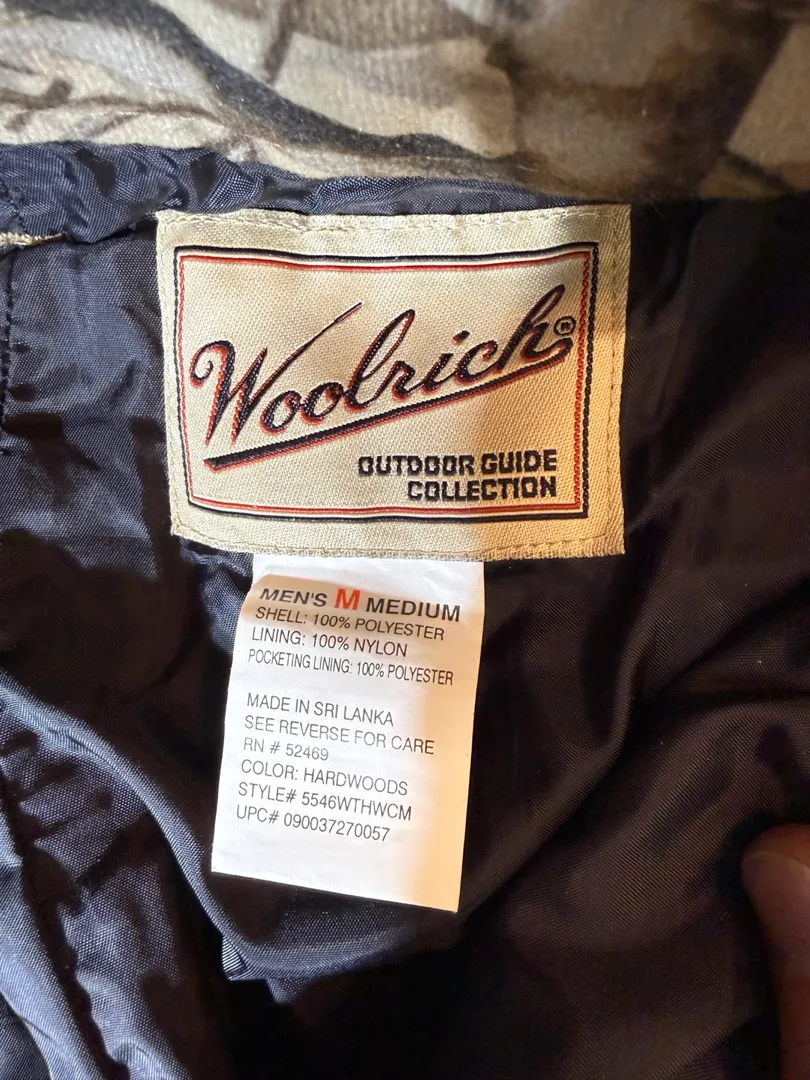 Woolrich®
OUTDOOR GUIDE
COLLECTION
MEN'S M MEDIUM
SHELL: 100% POLYESTER
LINING: 100% NYLON
POCKETING LINING: 100% POLYESTER
MADE IN SRI LANKA
SEE REVERSE FOR CARE
RN # 52469
COLOR: HARDWOODS
STYLE# 5546WTHWCM
UPC# 090037270057